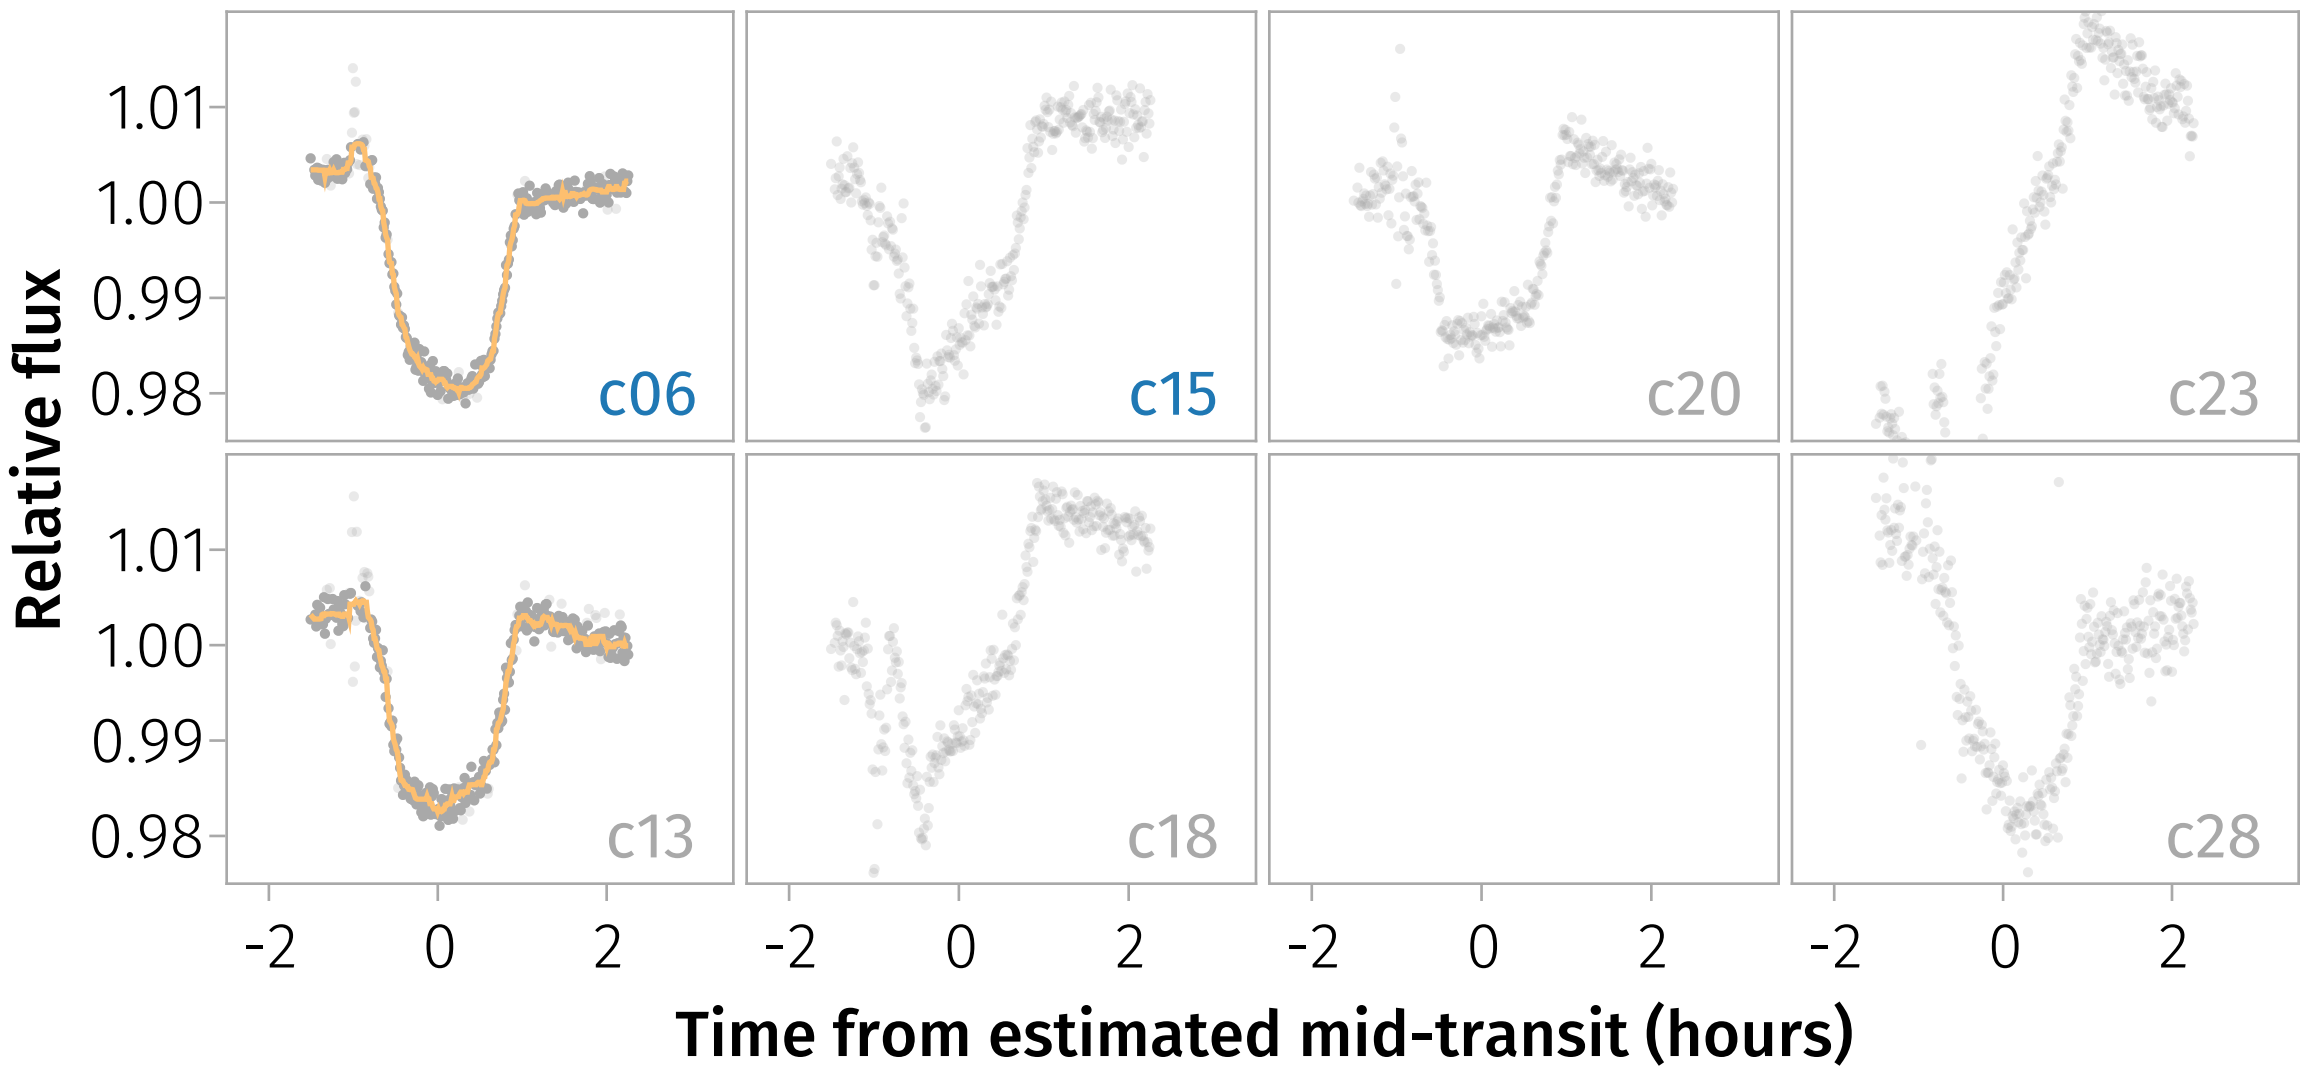 Relative flux
1.01
1.00
0.99
0.98
c06
c15
c20
c23
1.01
1.00
0.99
0.98
c13
c18
c28
-2 0 2 -2 0 2 -2 0 2 -2 0 2
Time from estimated mid-transit (hours)